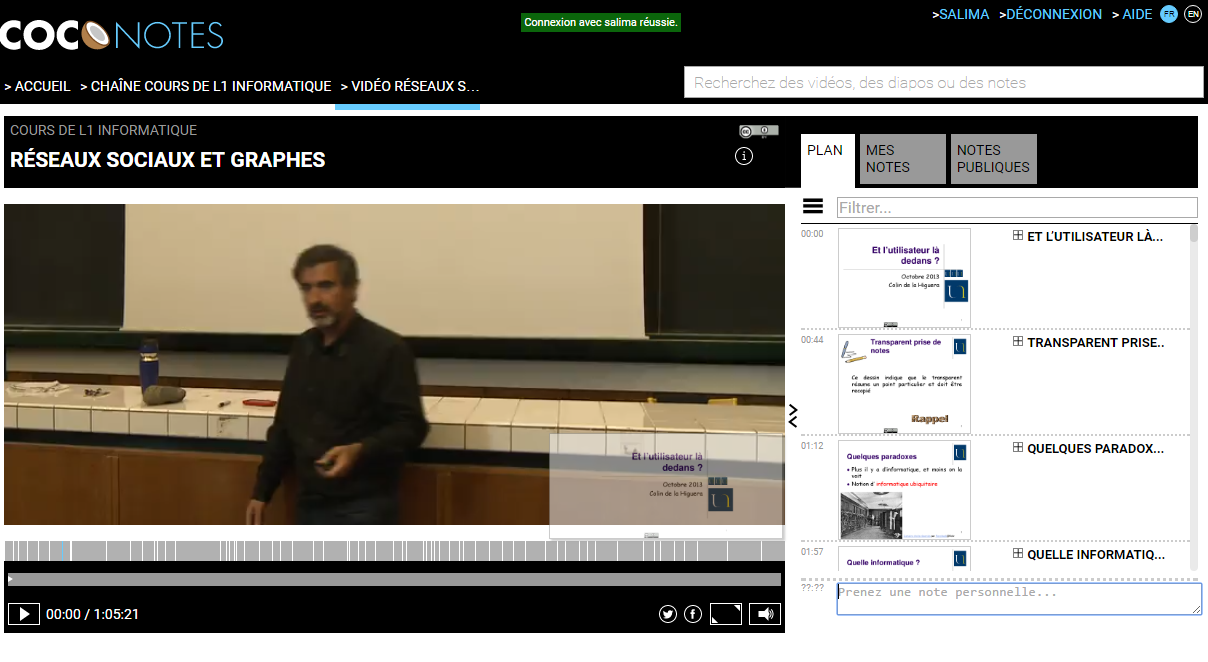 Connexion avec salima réussie.
>SALIMA >DÉCONNEXION > AIDE FR EN
COCONOTES
> ACCUEIL > CHAÎNE COURS DE L1 INFORMATIQUE > VIDÉO RÉSEAUX S...
Recherchez des vidéos, des diapos ou des notes
COURS DE L1 INFORMATIQUE
RÉSEAUX SOCIAUX ET GRAPHES
PLAN
MES
NOTES
NOTES
PUBLIQUES
Filtrer...
00:00
Et l'utilisateur là
dedans ?
Octobre 2013
Colin de la Higuera
ET L'UTILISATEUR LÀ...
00:44
Transparent prise de
notes
Ce dessin indique que le transparent
résume un point particulier et doit être
recopié
Rappel
TRANSPARENT PRISE..
01:12
Quelques paradoxes
• Plus il y a d'informatique, et moins on la
voit
• Notion d' informatique ubiquitaire
QUELQUES PARADOX...
01:57
Quelle informatique ?
QUELLE INFORMATIQ...
Et l'utilisateur là
dedans ?
Octobre 2013
Colin de la Higuera
??:??
Prenez une note personnelle...
00:00 / 1:05:21